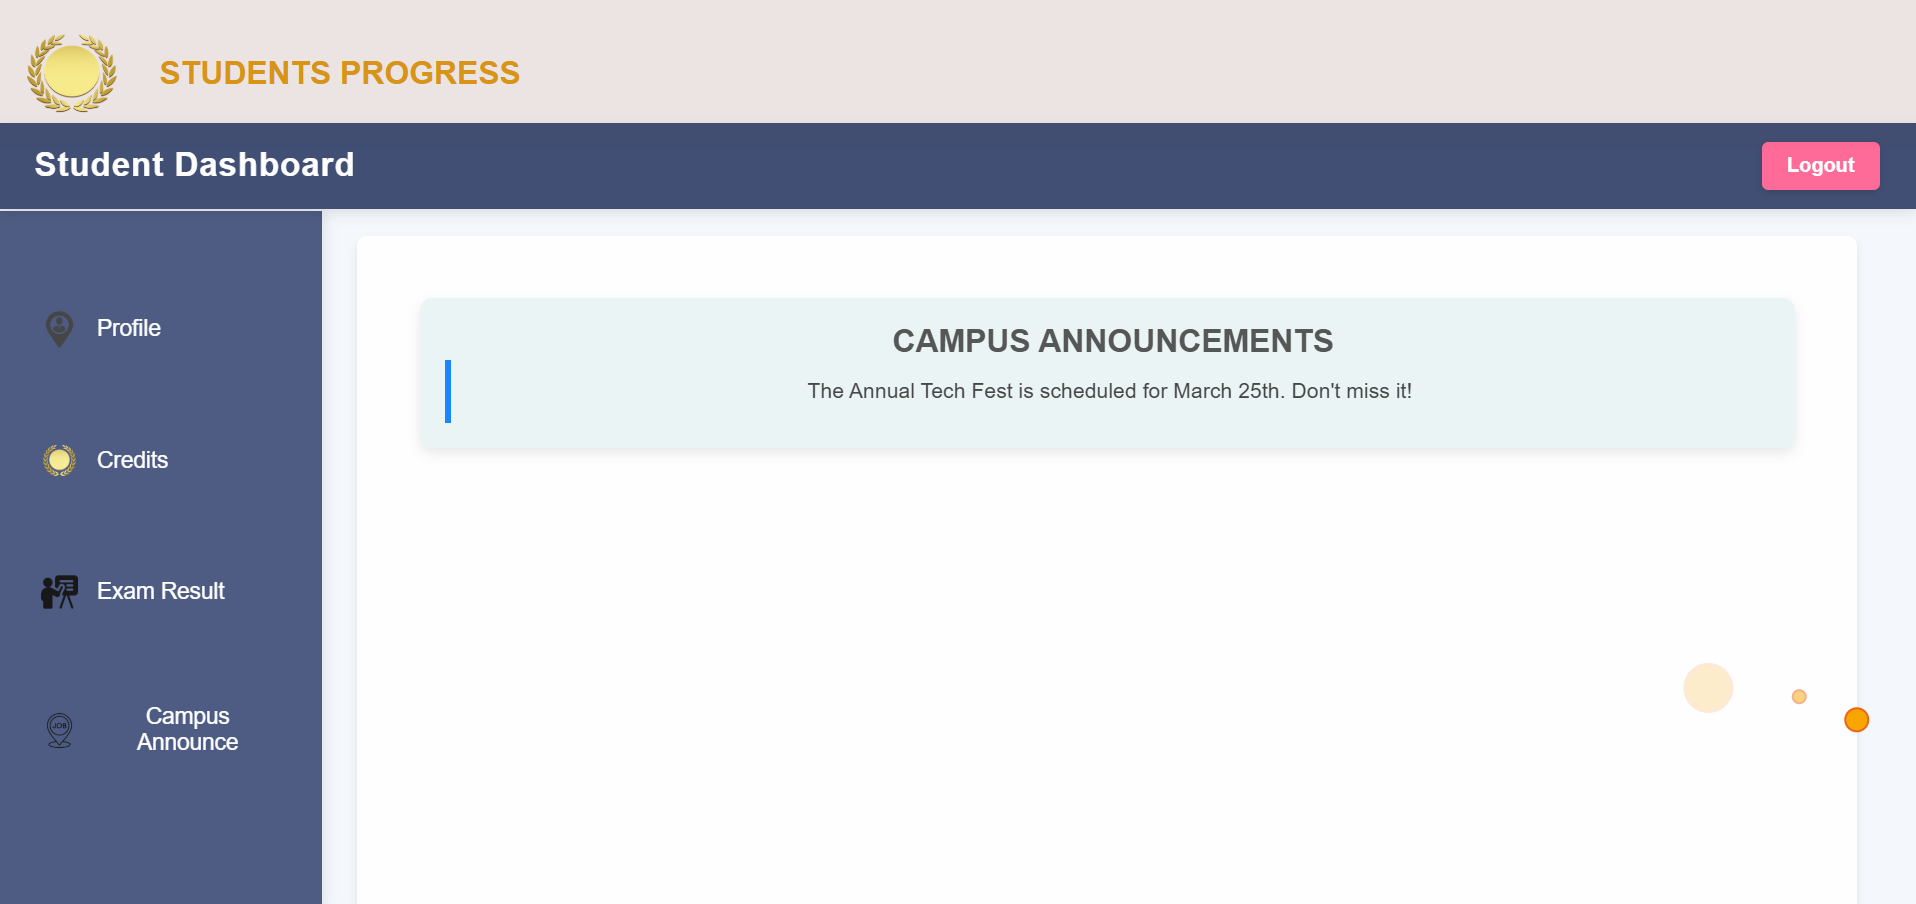 STUDENTS PROGRESS
Student Dashboard
Logout
Profile
Credits
Exam Result
Campus
Announce
JOB
CAMPUS ANNOUNCEMENTS
The Annual Tech Fest is scheduled for March 25th. Don't miss it!